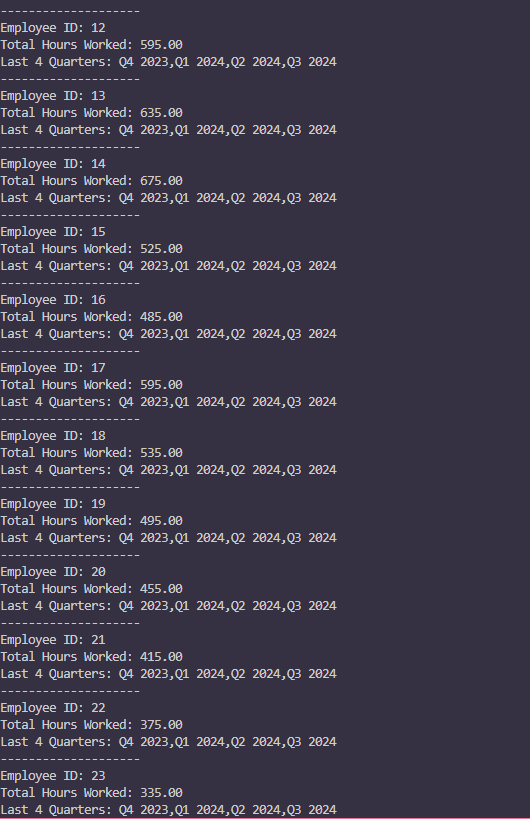 --------------------
Employee ID: 12
Total Hours Worked: 595.00
Last 4 Quarters: Q4 2023,Q1 2024,Q2 2024,Q3 2024
--------------------
Employee ID: 13
Total Hours Worked: 635.00
Last 4 Quarters: Q4 2023,Q1 2024,Q2 2024,Q3 2024
--------------------
Employee ID: 14
Total Hours Worked: 675.00
Last 4 Quarters: Q4 2023,Q1 2024,Q2 2024,Q3 2024
--------------------
Employee ID: 15
Total Hours Worked: 525.00
Last 4 Quarters: Q4 2023,Q1 2024,Q2 2024,Q3 2024
--------------------
Employee ID: 16
Total Hours Worked: 485.00
Last 4 Quarters: Q4 2023,Q1 2024,Q2 2024,Q3 2024
--------------------
Employee ID: 17
Total Hours Worked: 595.00
Last 4 Quarters: Q4 2023,Q1 2024,Q2 2024,Q3 2024
--------------------
Employee ID: 18
Total Hours Worked: 535.00
Last 4 Quarters: Q4 2023,Q1 2024,Q2 2024,Q3 2024
--------------------
Employee ID: 19
Total Hours Worked: 495.00
Last 4 Quarters: Q4 2023,Q1 2024,Q2 2024,Q3 2024
--------------------
Employee ID: 20
Total Hours Worked: 455.00
Last 4 Quarters: Q4 2023,Q1 2024,Q2 2024,Q3 2024
--------------------
Employee ID: 21
Total Hours Worked: 415.00
Last 4 Quarters: Q4 2023,Q1 2024,Q2 2024,Q3 2024
--------------------
Employee ID: 22
Total Hours Worked: 375.00
Last 4 Quarters: Q4 2023,Q1 2024,Q2 2024,Q3 2024
--------------------
Employee ID: 23
Total Hours Worked: 335.00
Last 4 Quarters: Q4 2023,Q1 2024,Q2 2024,Q3 2024